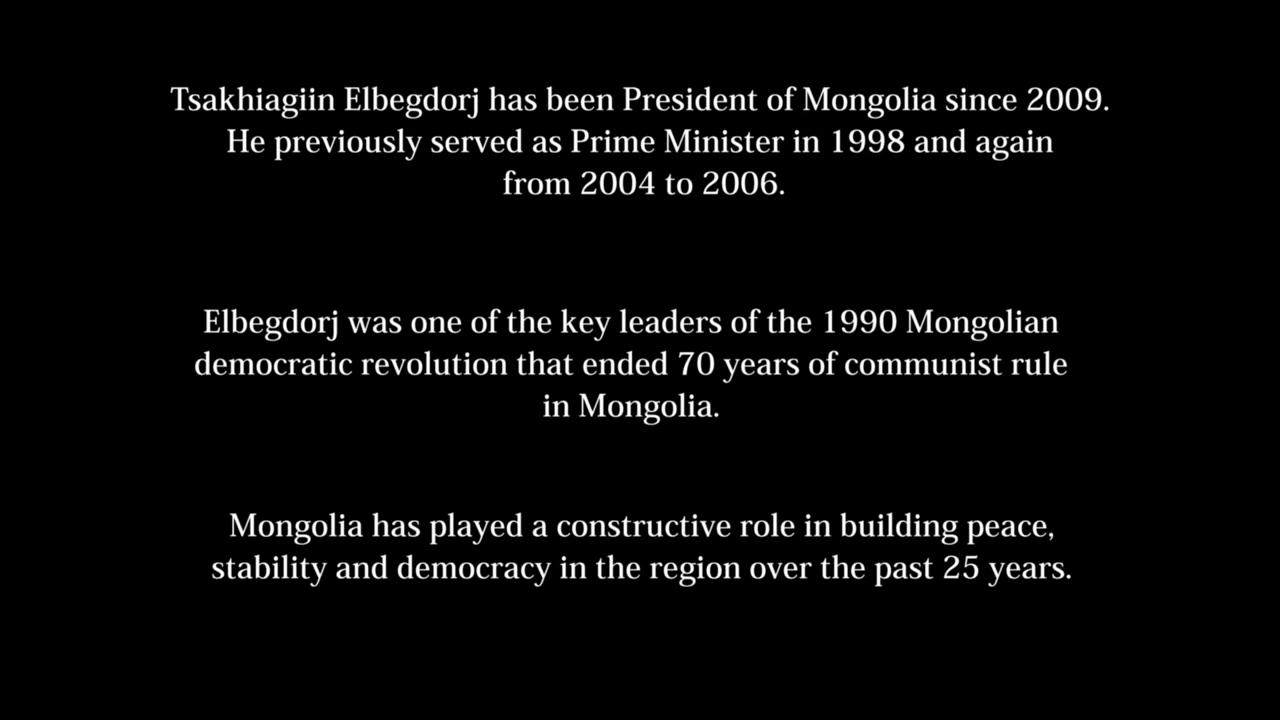 Tsakhiagiin Elbegdorj has been President of Mongolia since 2009.
He previously served as Prime Minister in 1998 and again
from 2004 to 2006.
Elbegdorj was one of the key leaders of the 1990 Mongolian
democratic revolution that ended 70 years of communist rule
in Mongolia.
Mongolia has played a constructive role in building peace,
stability and democracy in the region over the past 25 years.